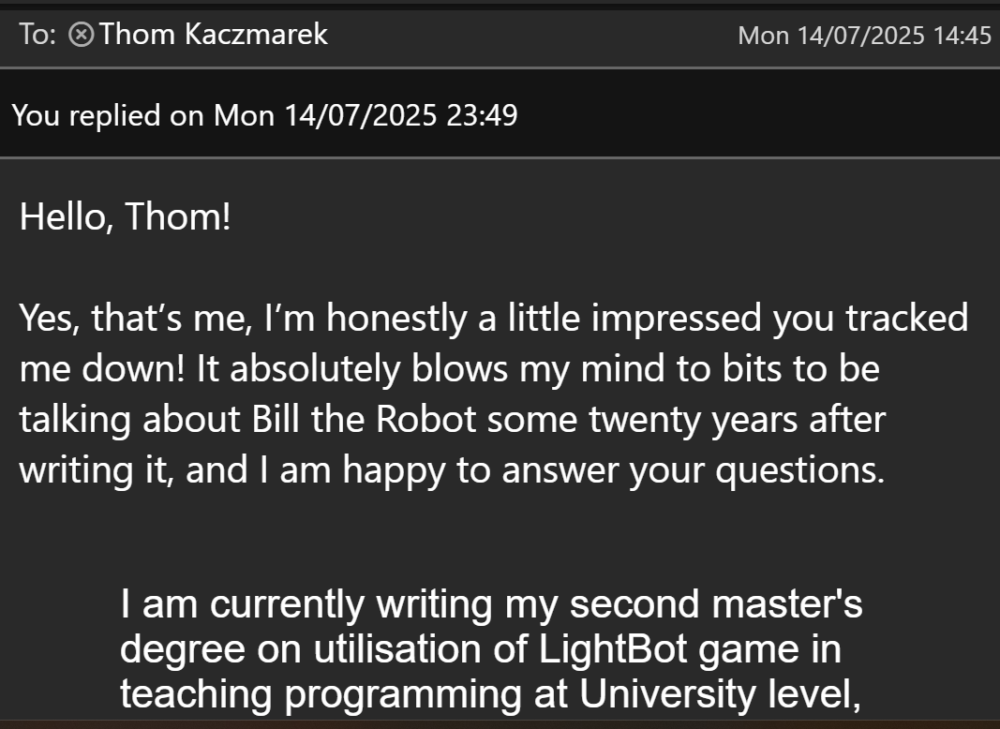 To: Thom Kaczmarek
Mon 14/07/2025 14:45
You replied on Mon 14/07/2025 23:49
Hello, Thom!
Yes, that’s me, I’m honestly a little impressed you tracked
me down! It absolutely blows my mind to bits to be
talking about Bill the Robot some twenty years after
writing it, and I am happy to answer your questions.
I am currently writing my second master's
degree on utilisation of LightBot game in
teaching programming at University level,